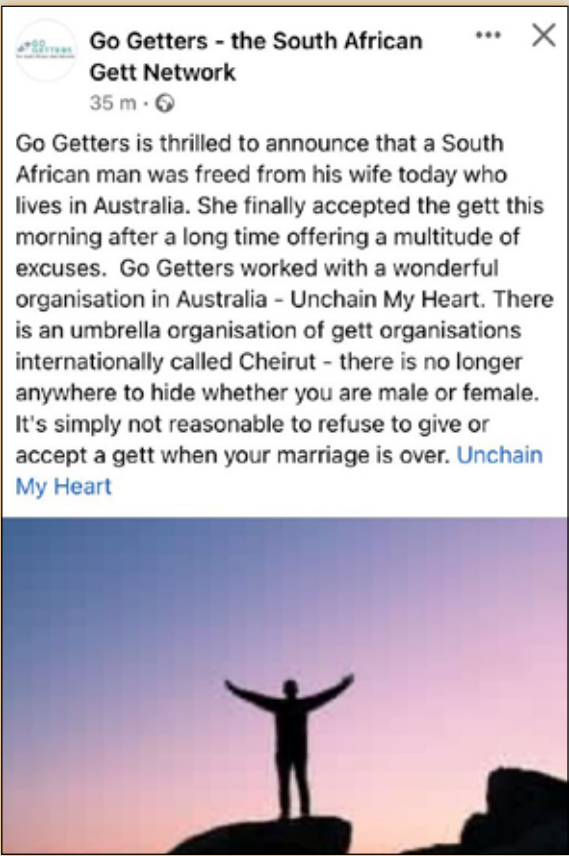 Go Getters - the South African
Gett Network
35 m ·
Go Getters is thrilled to announce that a South
African man was freed from his wife today who
lives in Australia. She finally accepted the gett this
morning after a long time offering a multitude of
excuses.  Go Getters worked with a wonderful
organisation in Australia - Unchain My Heart. There
is an umbrella organisation of gett organisations
internationally called Cheirut - there is no longer
anywhere to hide whether you are male or female.
It's simply not reasonable to refuse to give or
accept a gett when your marriage is over. Unchain
My Heart